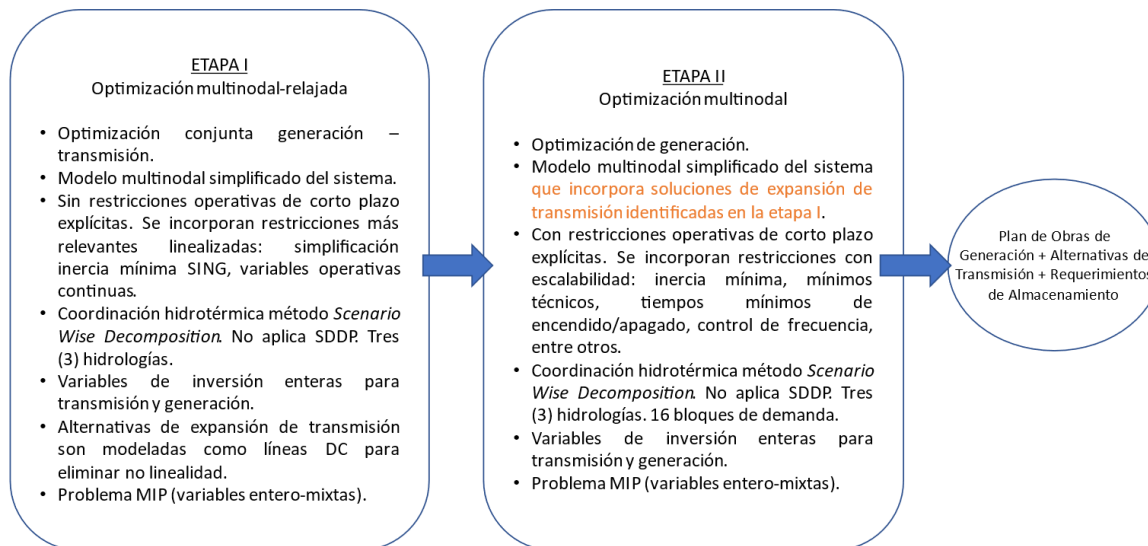 ETAPA I
Optimización multinodal-relajada
• Optimización conjunta generación –
transmisión.
• Modelo multinodal simplificado del sistema.
• Sin restricciones operativas de corto plazo
explícitas. Se incorporan restricciones más
relevantes linealizadas: simplificación
inercia mínima SING, variables operativas
continuas.
• Coordinación hidrotérmica método Scenario
Wise Decomposition. No aplica SDDP. Tres
(3) hidrologías.
• Variables de inversión enteras para
transmisión y generación.
• Alternativas de expansión de transmisión
son modeladas como líneas DC para
eliminar no linealidad.
• Problema MIP (variables entero-mixtas).
ETAPA II
Optimización multinodal
• Optimización de generación.
• Modelo multinodal simplificado del sistema
que incorpora soluciones de expansión de
transmisión identificadas en la etapa I.
• Con restricciones operativas de corto plazo
explícitas. Se incorporan restricciones con
escalabilidad: inercia mínima, mínimos
técnicos, tiempos mínimos de
encendido/apagado, control de frecuencia,
entre otros.
• Coordinación hidrotérmica método Scenario
Wise Decomposition. No aplica SDDP. Tres
(3) hidrologías. 16 bloques de demanda.
• Variables de inversión enteras para
transmisión y generación.
• Problema MIP (variables entero-mixtas).
Plan de Obras de
Generación + Alternativas de
Transmisión + Requerimientos
de Almacenamiento